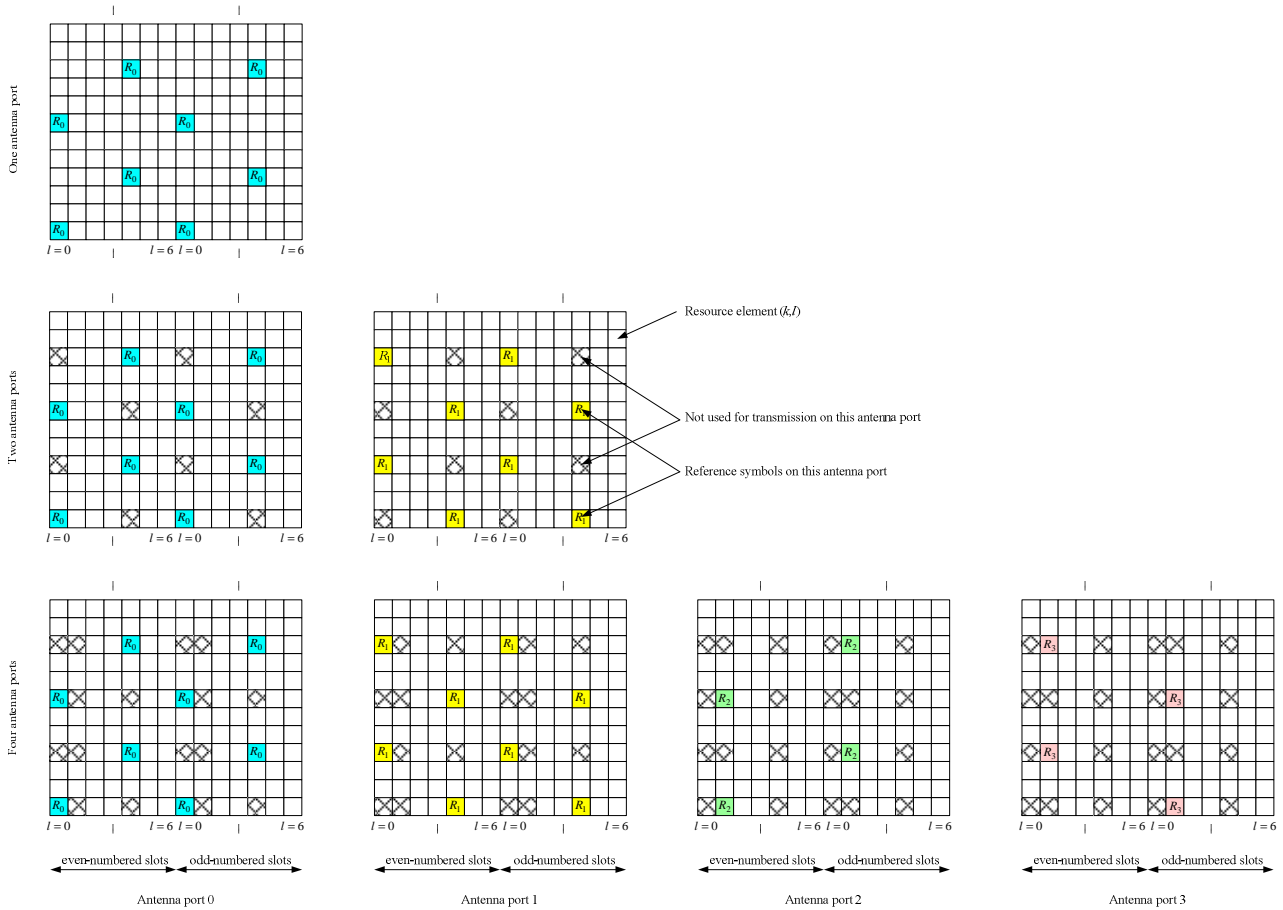 One antenna port
R0 R0
R0 R0
R0 R0
R0 R0
l = 0 l = 6 l = 0 l = 6
Two antenna ports
R0 R0
R0 R0
R0 R0
R0 R0
l = 0 l = 6 l = 0 l = 6
R1 R1
R1 R1
R1 R1
R1 R1
l = 0 l = 6 l = 0 l = 6
Resource element (k,l)
Not used for transmission on this antenna port
Reference symbols on this antenna port
Four antenna ports
R0 R0
R0 R0
R0 R0
R0 R0
l = 0 l = 6 l = 0 l = 6
R1 R1
R1 R1
R1 R1
R1 R1
l = 0 l = 6 l = 0 l = 6
R2
R2
R2
R2
l = 0 l = 6 l = 0 l = 6
R3
R3
R3
R3
l = 0 l = 6 l = 0 l = 6
even-numbered slots odd-numbered slots
even-numbered slots odd-numbered slots
even-numbered slots odd-numbered slots
even-numbered slots odd-numbered slots
Antenna port 0
Antenna port 1
Antenna port 2
Antenna port 3